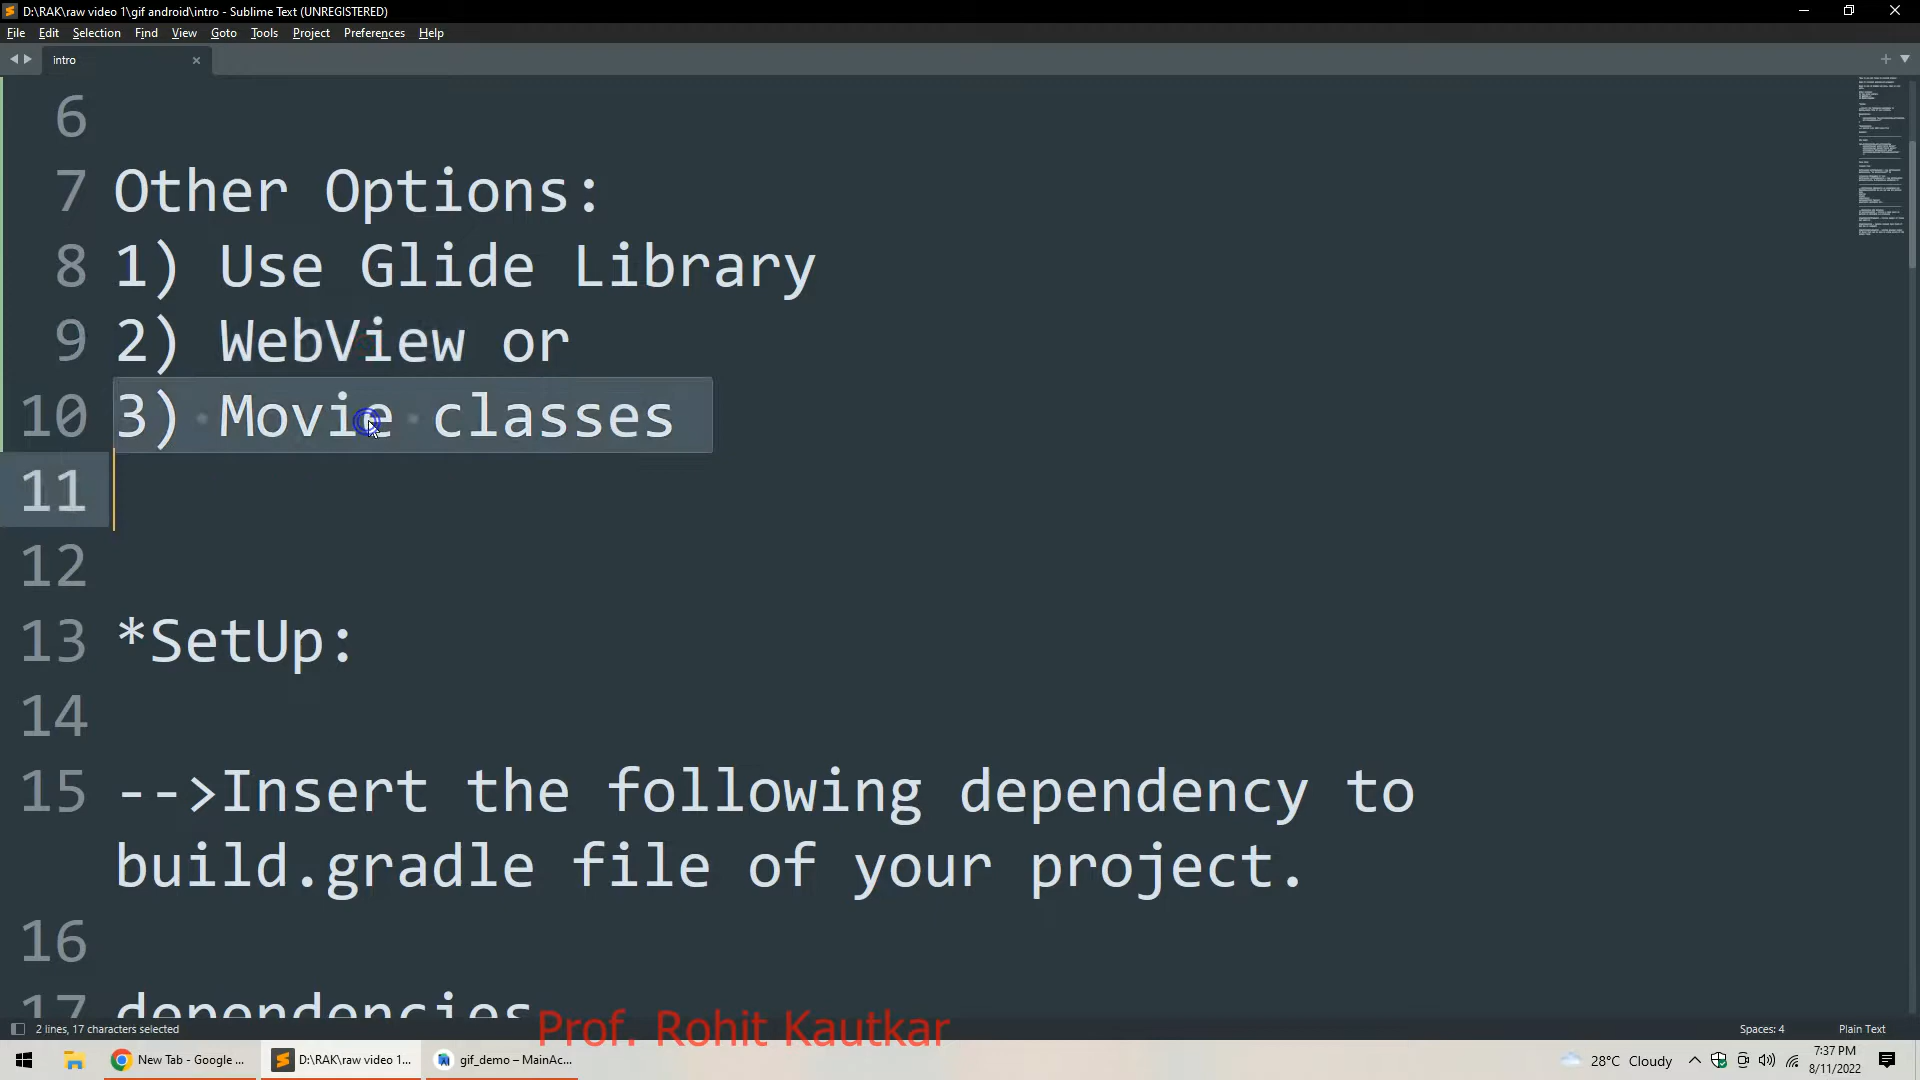 D:\RAK\raw video 1\gif android\intro - Sublime Text (UNREGISTERED)
File Edit Selection Find View Goto Tools Project Preferences Help
intro
6
7 Other Options:
8 1) Use Glide Library
9 2) WebView or
10 3) Movie classes
11
12
13 *SetUp:
14
15 -->Insert the following dependency to
build.gradle file of your project.
16
17 dependencies
Prof. Rohit Kautkar
2 lines, 17 characters selected Spaces: 4 Plain Text
New Tab - Google ... D:\RAK\raw video 1... gif_demo – MainAc... 28°C Cloudy 7:37 PM
8/11/2022